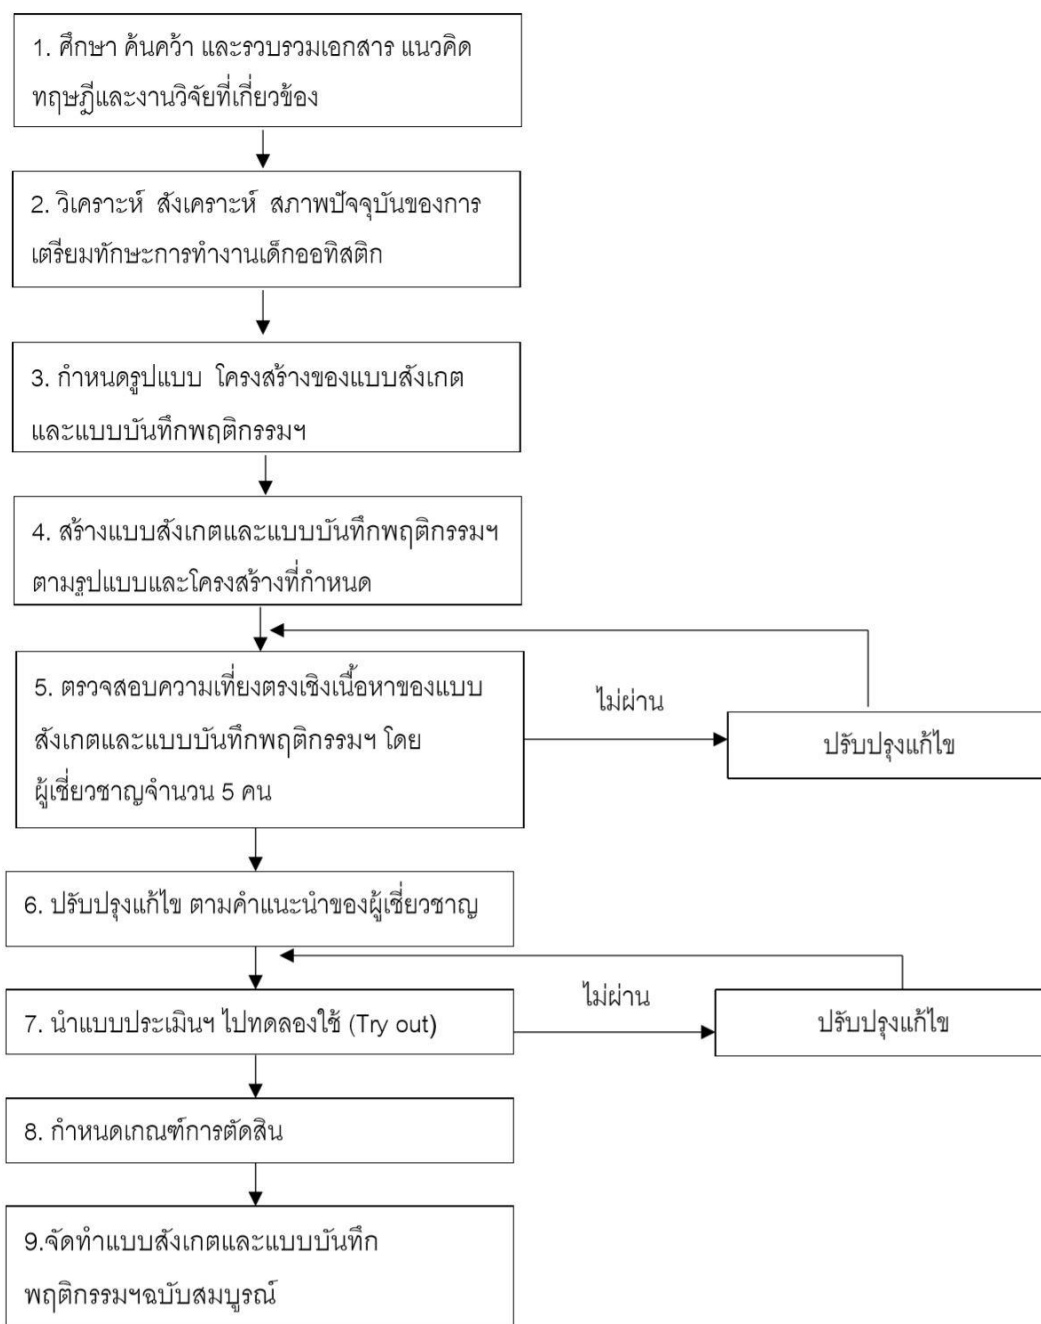 1. ศึกษา ค้นคว้า และรวบรวมเอกสาร แนวคิด
ทฤษฎีและงานวิจัยที่เกี่ยวข้อง
2. วิเคราะห์ สังเคราะห์ สภาพปัจจุบันของการ
เตรียมทักษะการทำงานเด็กออทิสติก
3. กำหนดรูปแบบ โครงสร้างของแบบสังเกต
และแบบบันทึกพฤติกรรมฯ
4. สร้างแบบสังเกตและแบบบันทึกพฤติกรรมฯ
ตามรูปแบบและโครงสร้างที่กำหนด
5. ตรวจสอบความเที่ยงตรงเชิงเนื้อหาของแบบ
สังเกตและแบบบันทึกพฤติกรรมฯ โดย
ผู้เชี่ยวชาญจำนวน 5 คน
ไม่ผ่าน
ปรับปรุงแก้ไข
6. ปรับปรุงแก้ไข ตามคำแนะนำของผู้เชี่ยวชาญ
7. นำแบบประเมินฯ ไปทดลองใช้ (Try out)
ไม่ผ่าน
ปรับปรุงแก้ไข
8. กำหนดเกณฑ์การตัดสิน
9.จัดทำแบบสังเกตและแบบบันทึก
พฤติกรรมฯฉบับสมบูรณ์